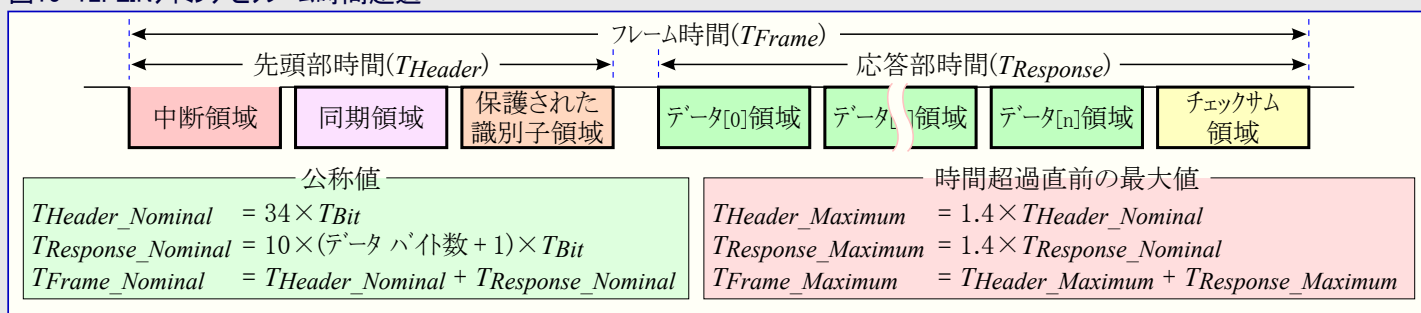 フレーム時間(TFrame)
先頭部時間(THeader)
応答部時間(TResponse)
中断領域
同期領域
保護された
識別子領域
データ[0]領域
データ[]領域
データ[n]領域
チェックサム
領域
公称値
THeader_Nominal = 34×TBit
TResponse_Nominal = 10×(データ バイト数+1)×TBit
TFrame_Nominal = THeader_Nominal + TResponse_Nominal
時間超過直前の最大値
THeader_Maximum = 1.4×THeader_Nominal
TResponse_Maximum = 1.4×TResponse_Nominal
TFrame_Maximum = THeader_Maximum + TResponse_Maximum